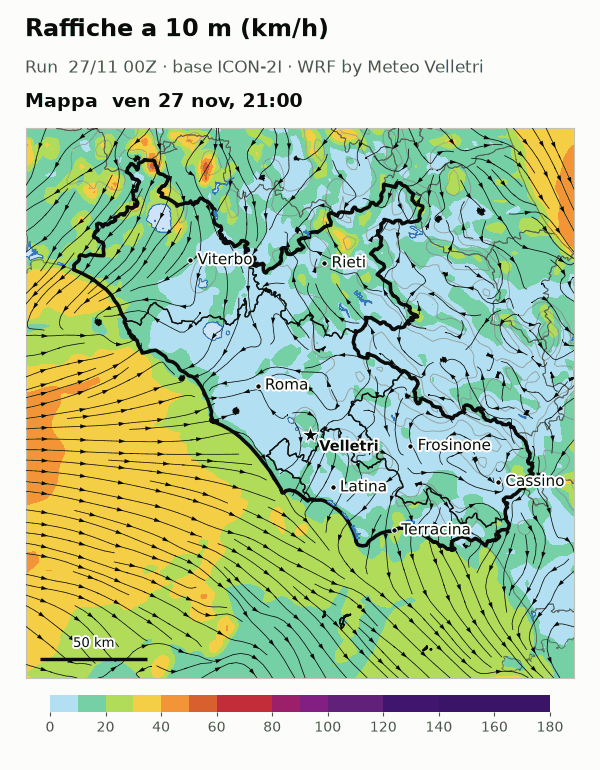 Raffiche a 10 m (km/h)
Run 27/11 00Z · base ICON-2I · WRF by Meteo Velletri
Mappa ven 27 nov, 21:00
Viterbo
Rieti
Roma
Velletri
Frosinone
Cassino
Latina
Terracina
50 km
0 20 40 60 80 100 120 140 160 180